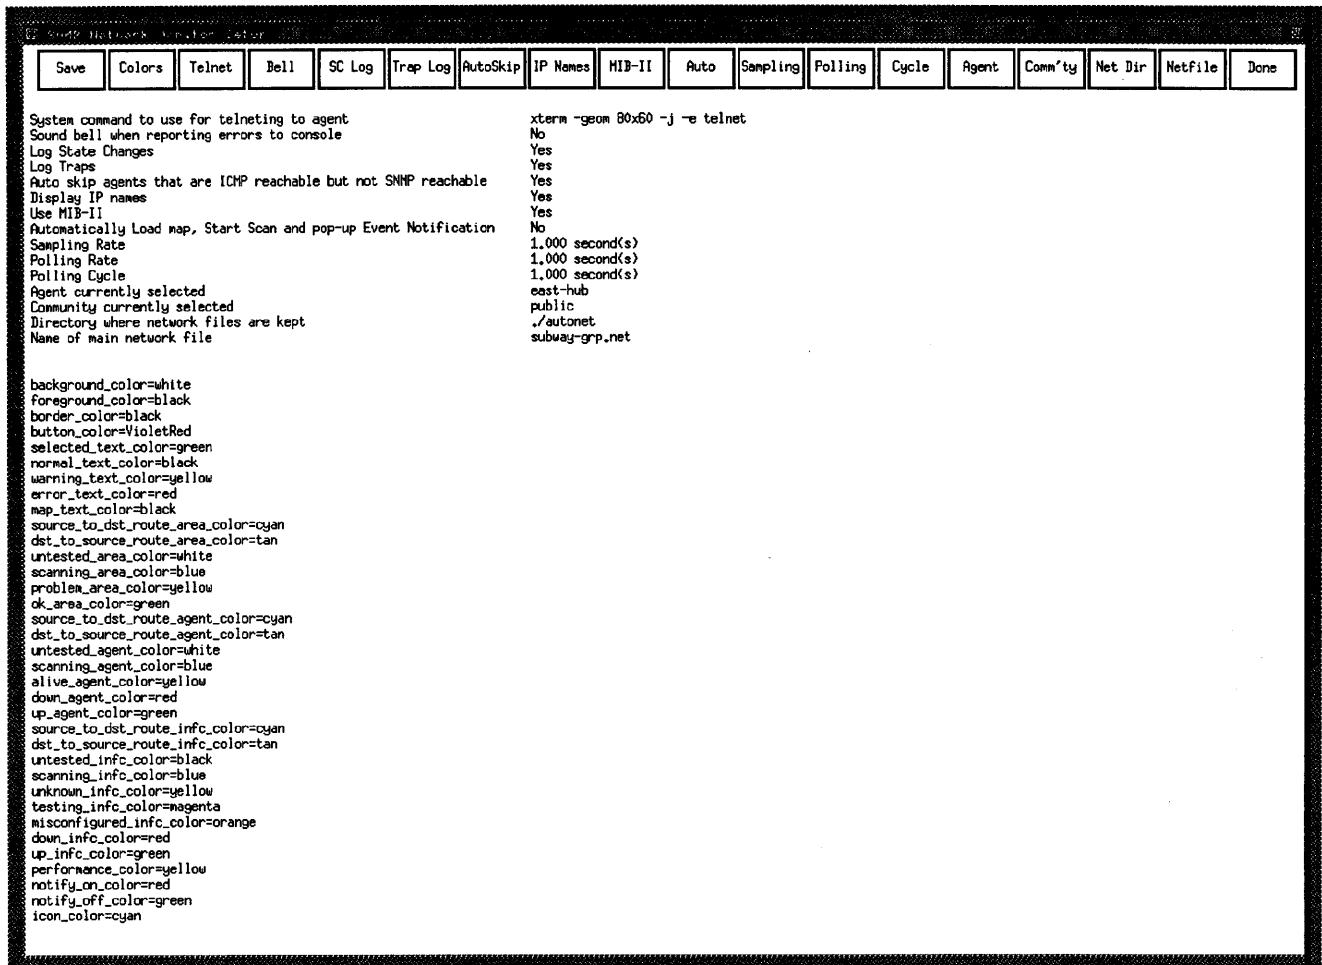 SNMP Network Monitor Setup
Save Colors Telnet Bell SC Log Trap Log AutoSkip IP Names MIB-II Auto Sampling Polling Cycle Agent Comm'ty Net Dir Netfile Done
System command to use for telneting to agent xterm -geom 80x60 -j -e telnet
Sound bell when reporting errors to console No
Log State Changes Yes
Log Traps Yes
Auto skip agents that are ICMP reachable but not SNMP reachable Yes
Display IP names Yes
Use MIB-II Yes
Automatically Load map, Start Scan and pop-up Event Notification No
Sampling Rate 1.000 second(s)
Polling Rate 1.000 second(s)
Polling Cycle 1.000 second(s)
Agent currently selected east-hub
Community currently selected public
Directory where network files are kept ./autonet
Name of main network file subway-grp.net
background_color=white
foreground_color=black
border_color=black
button_color=VioletRed
selected_text_color=green
normal_text_color=black
warning_text_color=yellow
error_text_color=red
map_text_color=black
source_to_dst_route_area_color=cyan
dst_to_source_route_area_color=tan
untested_area_color=white
scanning_area_color=blue
problem_area_color=yellow
ok_area_color=green
source_to_dst_route_agent_color=cyan
dst_to_source_route_agent_color=tan
untested_agent_color=white
scanning_agent_color=blue
alive_agent_color=yellow
down_agent_color=red
up_agent_color=green
source_to_dst_route_infc_color=cyan
dst_to_source_route_infc_color=tan
untested_infc_color=black
scanning_infc_color=blue
unknown_infc_color=yellow
testing_infc_color=magenta
misconfigured_infc_color=orange
down_infc_color=red
up_infc_color=green
performance_color=yellow
notify_on_color=red
notify_off_color=green
icon_color=cyan